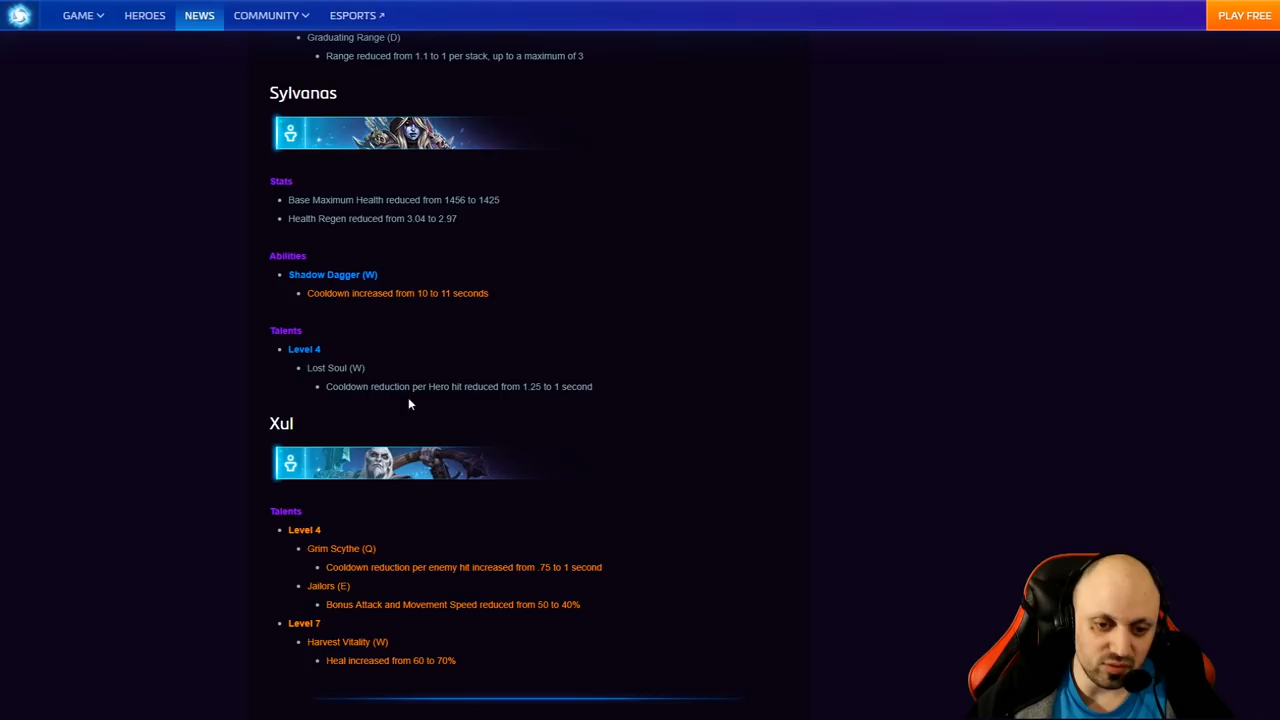 GAME HEROES NEWS COMMUNITY ESPORTS PLAY FREE
Graduating Range (D)
Range reduced from 1.1 to 1 per stack, up to a maximum of 3
Sylvanas
Stats
Base Maximum Health reduced from 1456 to 1425
Health Regen reduced from 3.04 to 2.97
Abilities
Shadow Dagger (W)
Cooldown increased from 10 to 11 seconds
Talents
Level 4
Lost Soul (W)
Cooldown reduction per Hero hit reduced from 1.25 to 1 second
Xul
Talents
Level 4
Grim Scythe (Q)
Cooldown reduction per enemy hit increased from .75 to 1 second
Jailors (E)
Bonus Attack and Movement Speed reduced from 50 to 40%
Level 7
Harvest Vitality (W)
Heal increased from 60 to 70%